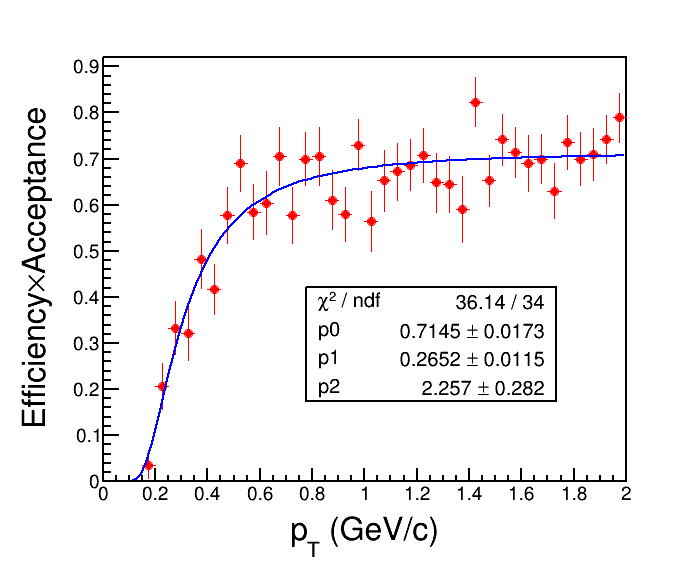 Efficiency×Acceptance
0.9
0.8
0.7
0.6
0.5
0.4
0.3
0.2
0.1
0
χ² / ndf 36.14 / 34
p0 0.7145 ± 0.0173
p1 0.2652 ± 0.0115
p2 2.257 ± 0.282
0 0.2 0.4 0.6 0.8 1 1.2 1.4 1.6 1.8 2
p_T (GeV/c)